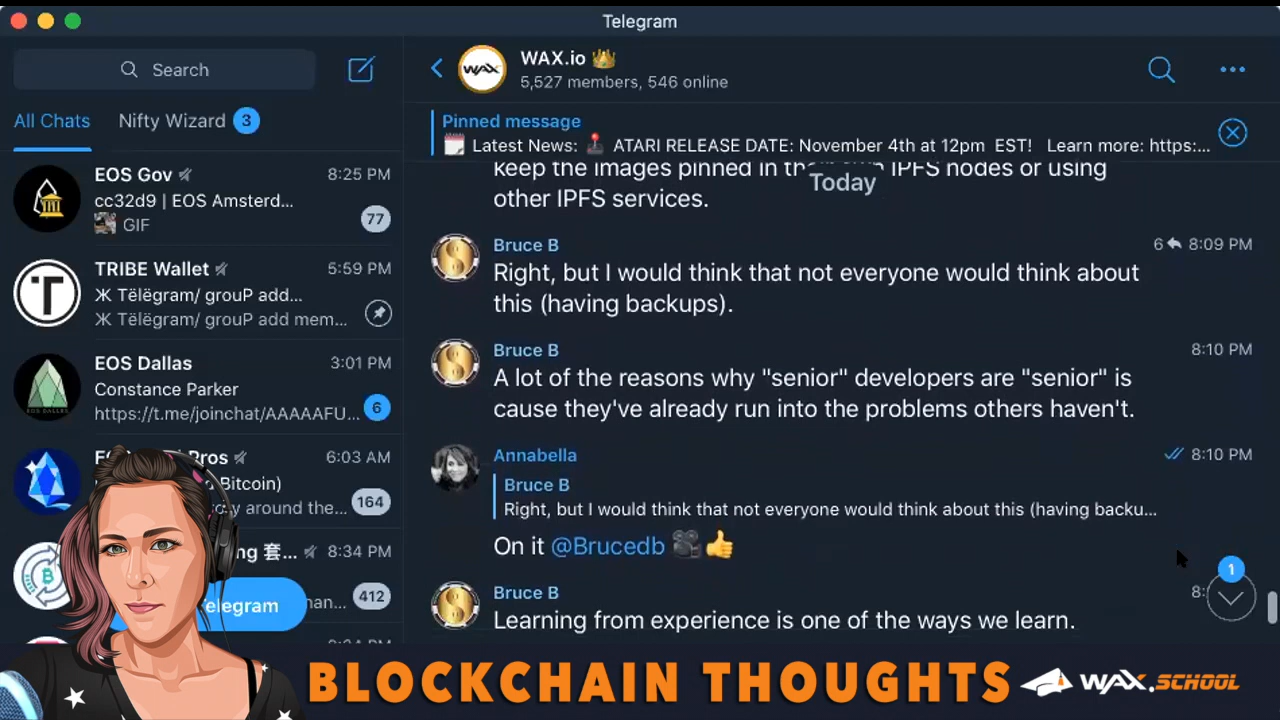 Telegram
Search
All Chats
Nifty Wizard 3
EOS Gov 8:25 PM
cc32d9 | EOS Amsterd...
GIF 77
TRIBE Wallet 5:59 PM
Ж Tëlëgram/ grouP add...
Ж Tëlëgram/ grouP add mem...
EOS Dallas 3:01 PM
Constance Parker
https://t.me/joinchat/AAAAAFU... 6
Pros 6:03 AM
Bitcoin)
around the... 164
套... 8:34 PM
412
elegram
WAX.io
5,527 members, 546 online
Pinned message
Latest News: ATARI RELEASE DATE: November 4th at 12pm EST! Learn more: https:...
keep the images pinned in IPFS nodes or using
Today
other IPFS services.
Bruce B 6 8:09 PM
Right, but I would think that not everyone would think about
this (having backups).
Bruce B 8:10 PM
A lot of the reasons why "senior" developers are "senior" is
cause they've already run into the problems others haven't.
Annabella 8:10 PM
Bruce B
Right, but I would think that not everyone would think about this (having backu...
On it @Brucedb
1
Bruce B 8:
Learning from experience is one of the ways we learn.
BLOCKCHAIN THOUGHTS
WAX.SCHOOL